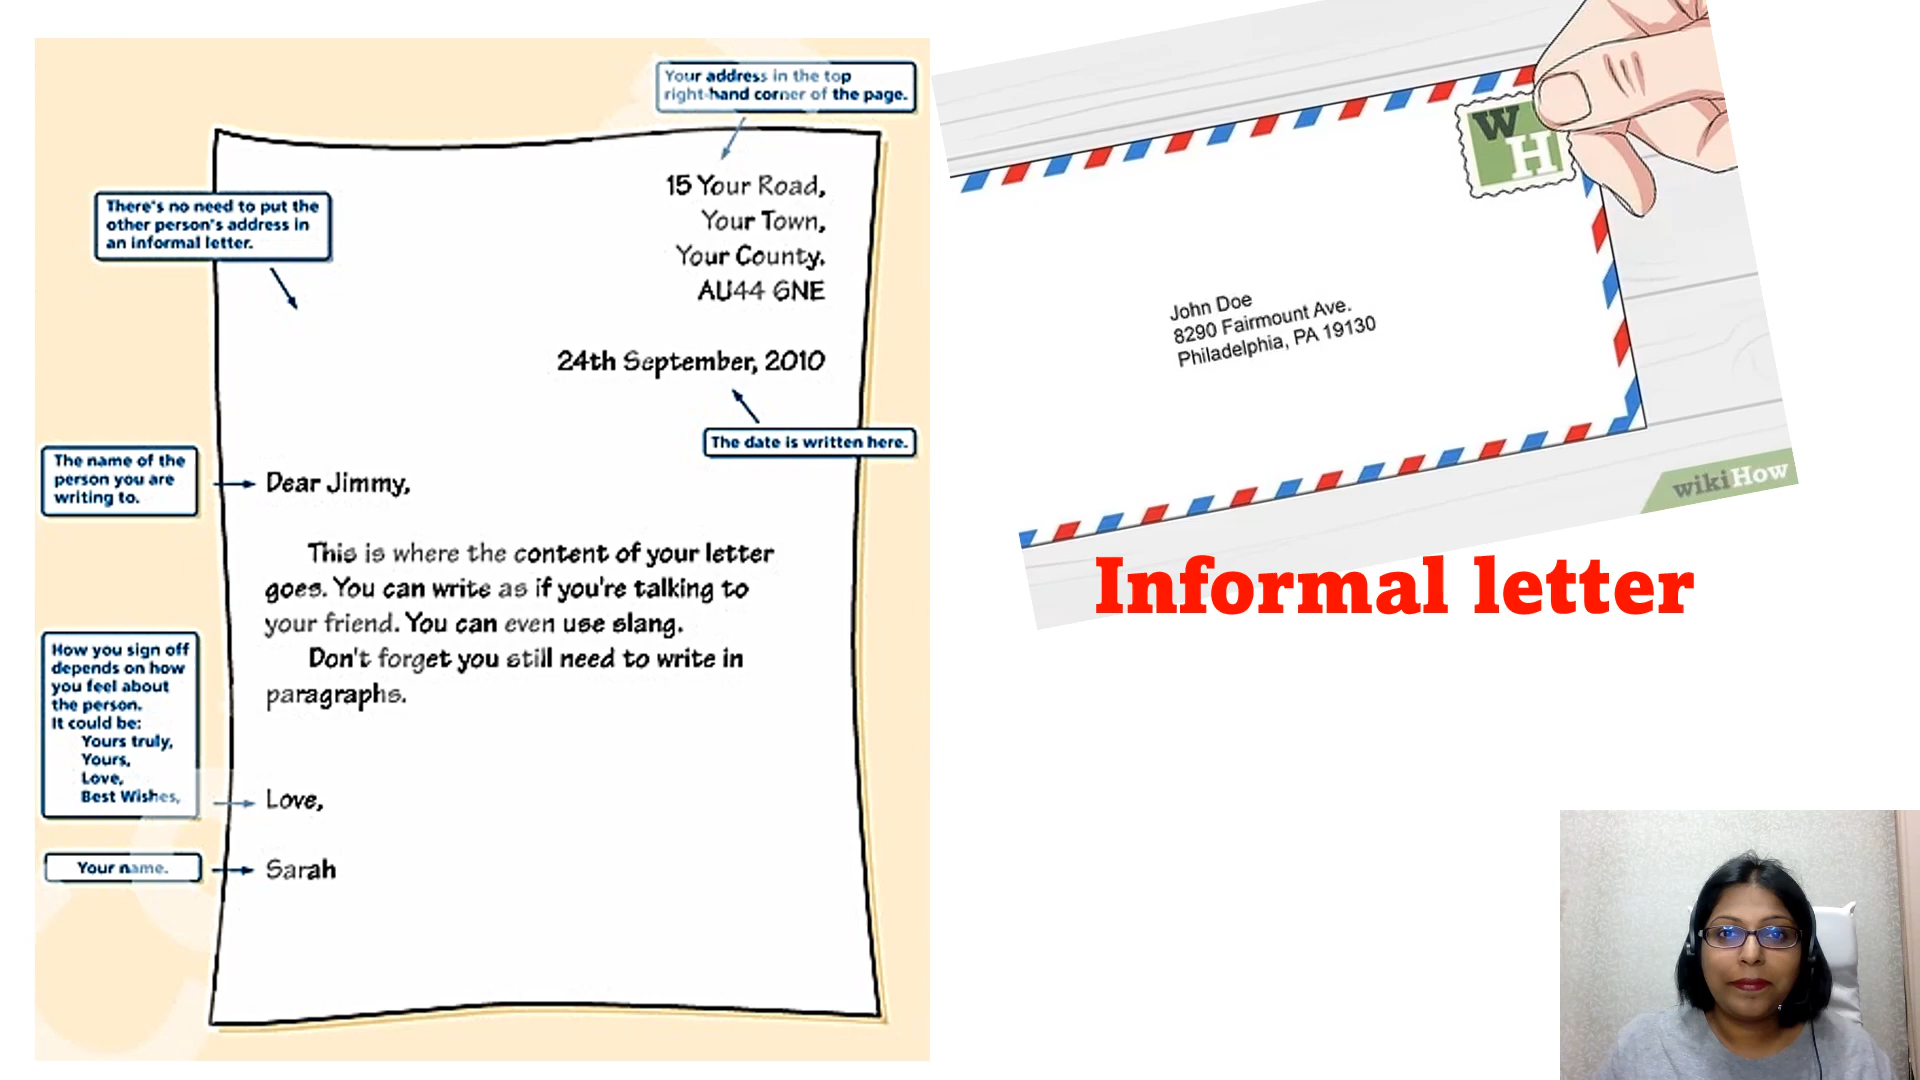 Your address in the top
right-hand corner of the page.
15 Your Road,
Your Town,
Your County.
AU44 6NE
There's no need to put the
other person's address in
an informal letter.
24th September, 2010
The date is written here.
The name of the
person you are
writing to.
Dear Jimmy,
This is where the content of your letter
goes. You can write as if you're talking to
your friend. You can even use slang.
Don't forget you still need to write in
paragraphs.
How you sign off
depends on how
you feel about
the person.
It could be:
Yours truly,
Yours,
Love,
Best Wishes,
Love,
Your name.
Sarah
W
H
John Doe
8290 Fairmount Ave.
Philadelphia, PA 19130
wikiHow
Informal letter